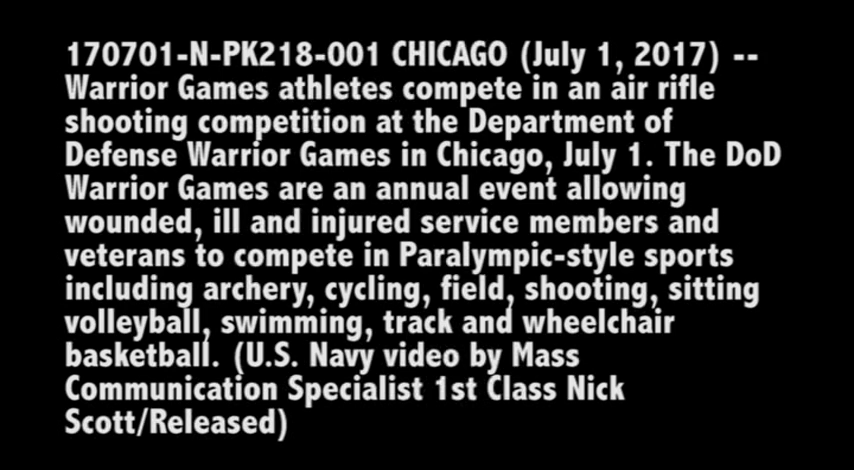 170701-N-PK218-001 CHICAGO (July 1, 2017) --
Warrior Games athletes compete in an air rifle
shooting competition at the Department of
Defense Warrior Games in Chicago, July 1. The DoD
Warrior Games are an annual event allowing
wounded, ill and injured service members and
veterans to compete in Paralympic-style sports
including archery, cycling, field, shooting, sitting
volleyball, swimming, track and wheelchair
basketball. (U.S. Navy video by Mass
Communication Specialist 1st Class Nick
Scott/Released)